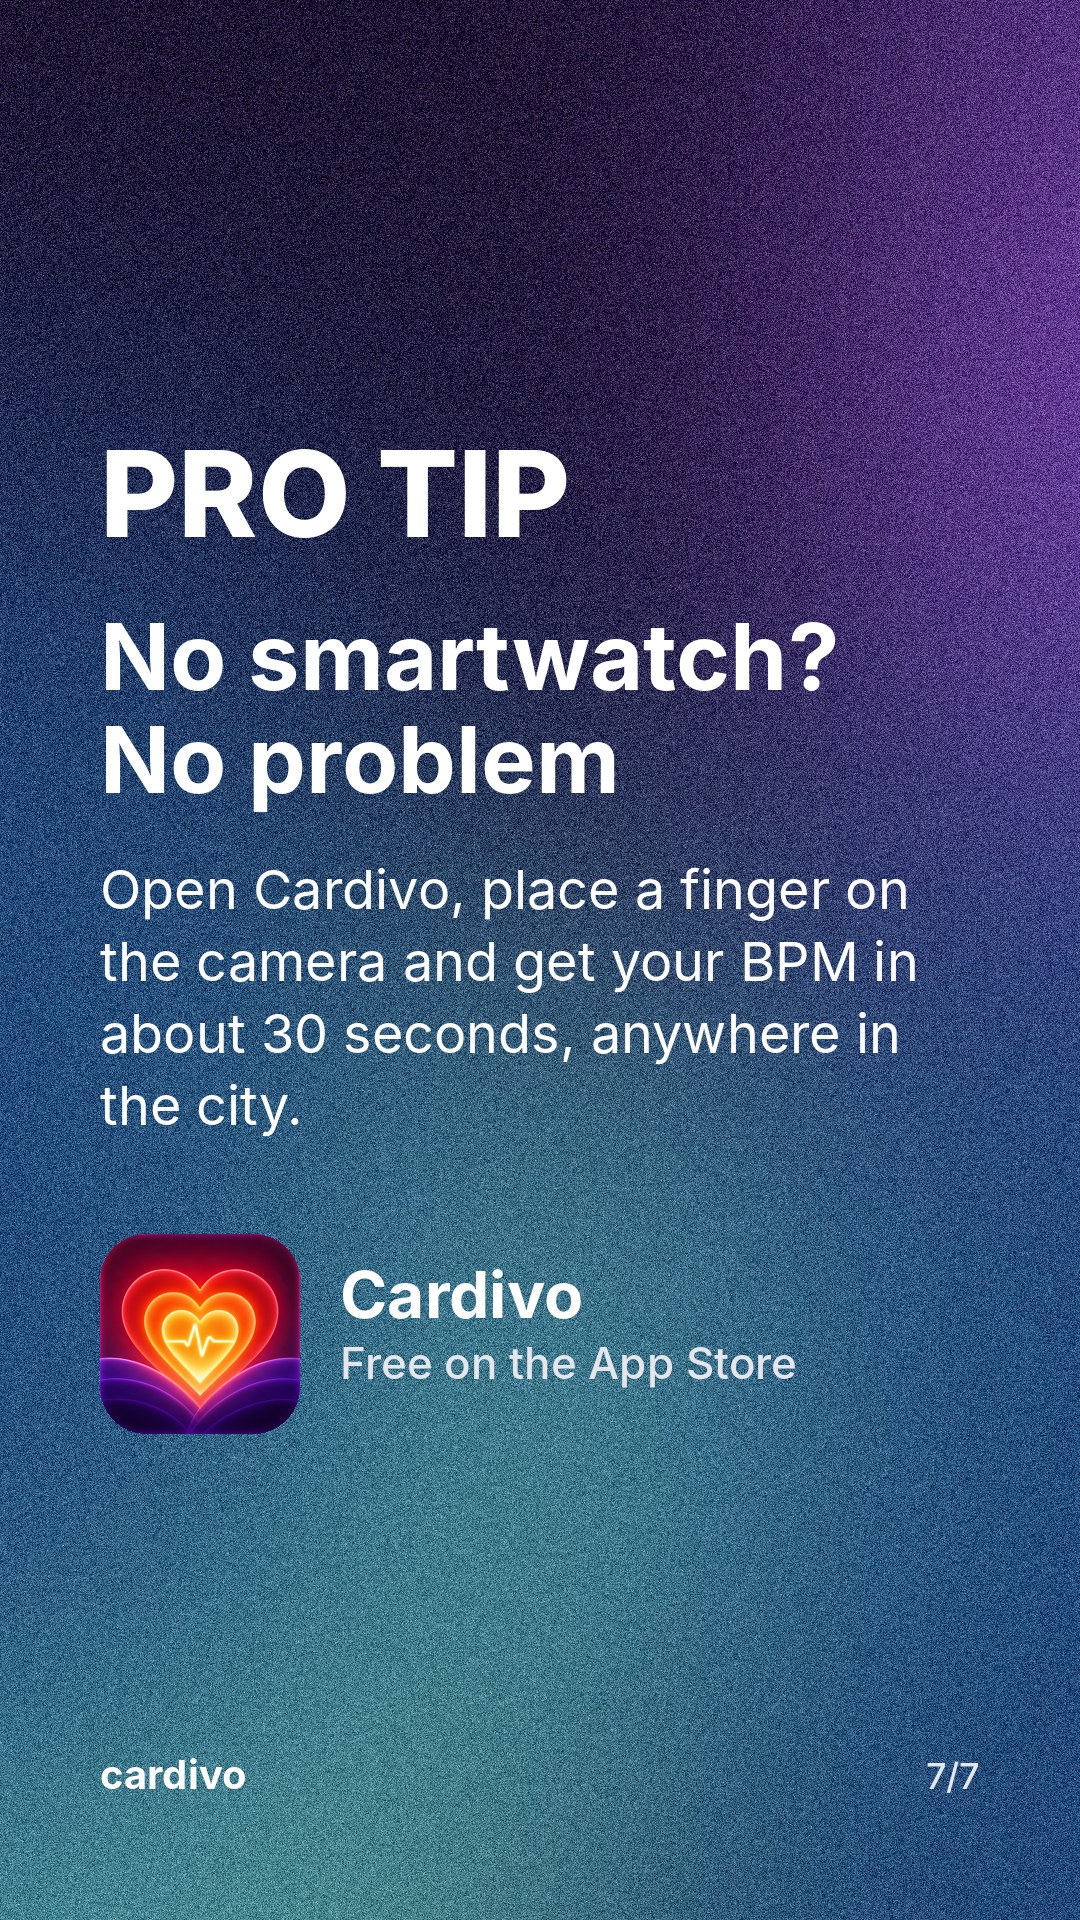 PRO TIP
No smartwatch?
No problem
Open Cardivo, place a finger on
the camera and get your BPM in
about 30 seconds, anywhere in
the city.
Cardivo
Free on the App Store
cardivo
7/7